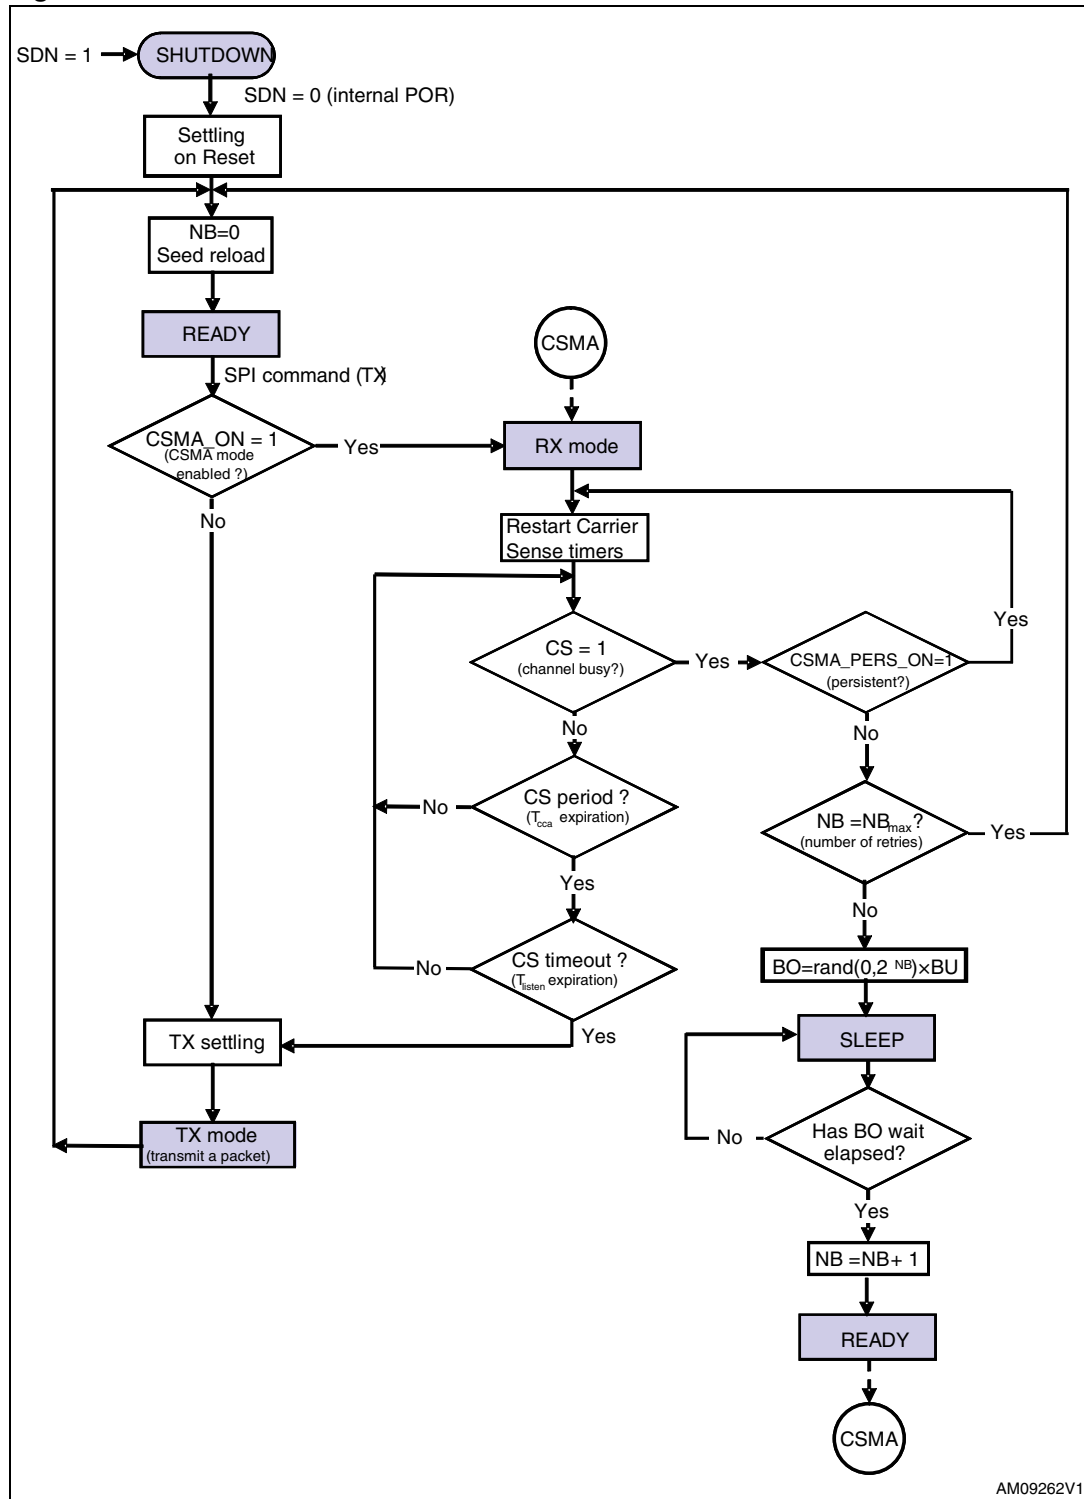 SDN = 1
SHUTDOWN
SDN = 0 (internal POR)
Settling
on Reset
NB=0
Seed reload
READY
SPI command (TX)
CSMA
CSMA_ON = 1
(CSMA mode
enabled ?)
Yes
RX mode
No
Restart Carrier
Sense timers
CS = 1
(channel busy?)
Yes
CSMA_PERS_ON=1
(persistent?)
Yes
No
No
CS period ?
(Tcca expiration)
No
NB =NBmax?
(number of retries)
Yes
Yes
No
CS timeout ?
(Tlisten expiration)
No
BO=rand(0,2 NB)×BU
Yes
TX settling
SLEEP
TX mode
(transmit a packet)
Has BO wait
elapsed?
No
Yes
NB =NB+ 1
READY
CSMA
AM09262V1